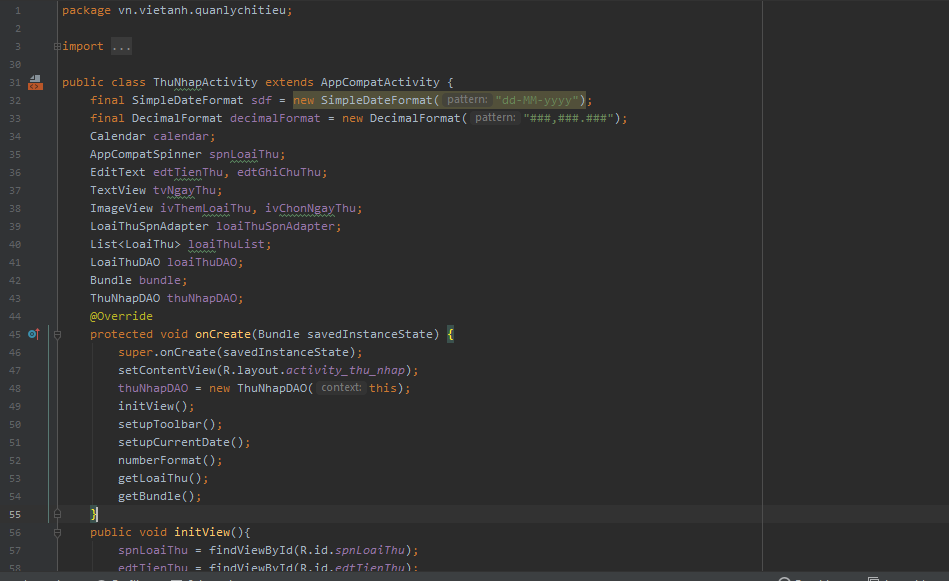 1 package vn.vietanh.quanlychitieu;
2
3 import ...
30
31 public class ThuNhapActivity extends AppCompatActivity {
32 final SimpleDateFormat sdf = new SimpleDateFormat( pattern: "dd-MM-yyyy");
33 final DecimalFormat decimalFormat = new DecimalFormat( pattern: "###,###.###");
34 Calendar calendar;
35 AppCompatSpinner spnLoaiThu;
36 EditText edtTienThu, edtGhiChuThu;
37 TextView tvNgayThu;
38 ImageView ivThemLoaiThu, ivChonNgayThu;
39 LoaiThuSpnAdapter loaiThuSpnAdapter;
40 List<LoaiThu> loaiThuList;
41 LoaiThuDAO loaiThuDAO;
42 Bundle bundle;
43 ThuNhapDAO thuNhapDAO;
44 @Override
45 protected void onCreate(Bundle savedInstanceState) {
46 super.onCreate(savedInstanceState);
47 setContentView(R.layout.activity_thu_nhap);
48 thuNhapDAO = new ThuNhapDAO( context: this);
49 initView();
50 setupToolbar();
51 setupCurrentDate();
52 numberFormat();
53 getLoaiThu();
54 getBundle();
55 }
56 public void initView(){
57 spnLoaiThu = findViewById(R.id.spnLoaiThu);
58 edtTienThu = findViewById(R.id.edtTienThu);